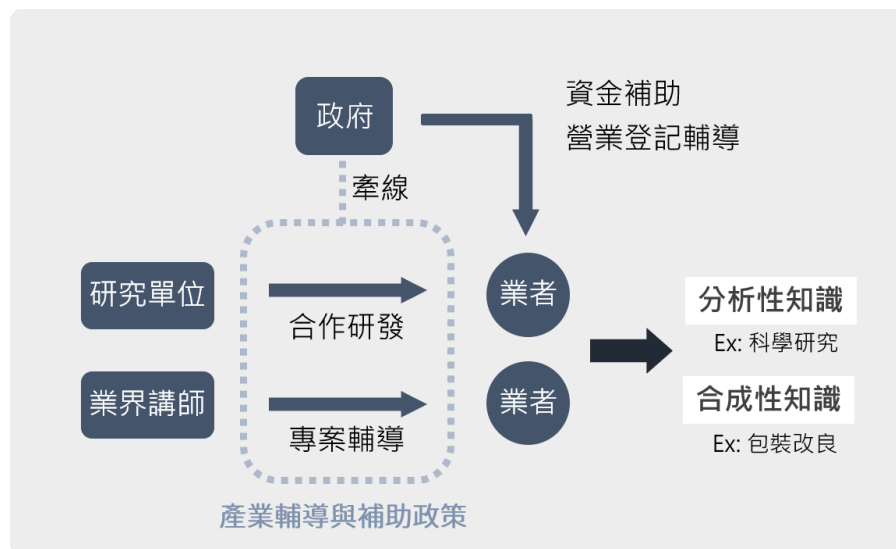 政府
資金補助
營業登記輔導
牽線
研究單位
合作研發
業者
分析性知識
Ex: 科學研究
業界講師
專案輔導
業者
合成性知識
Ex: 包裝改良
產業輔導與補助政策